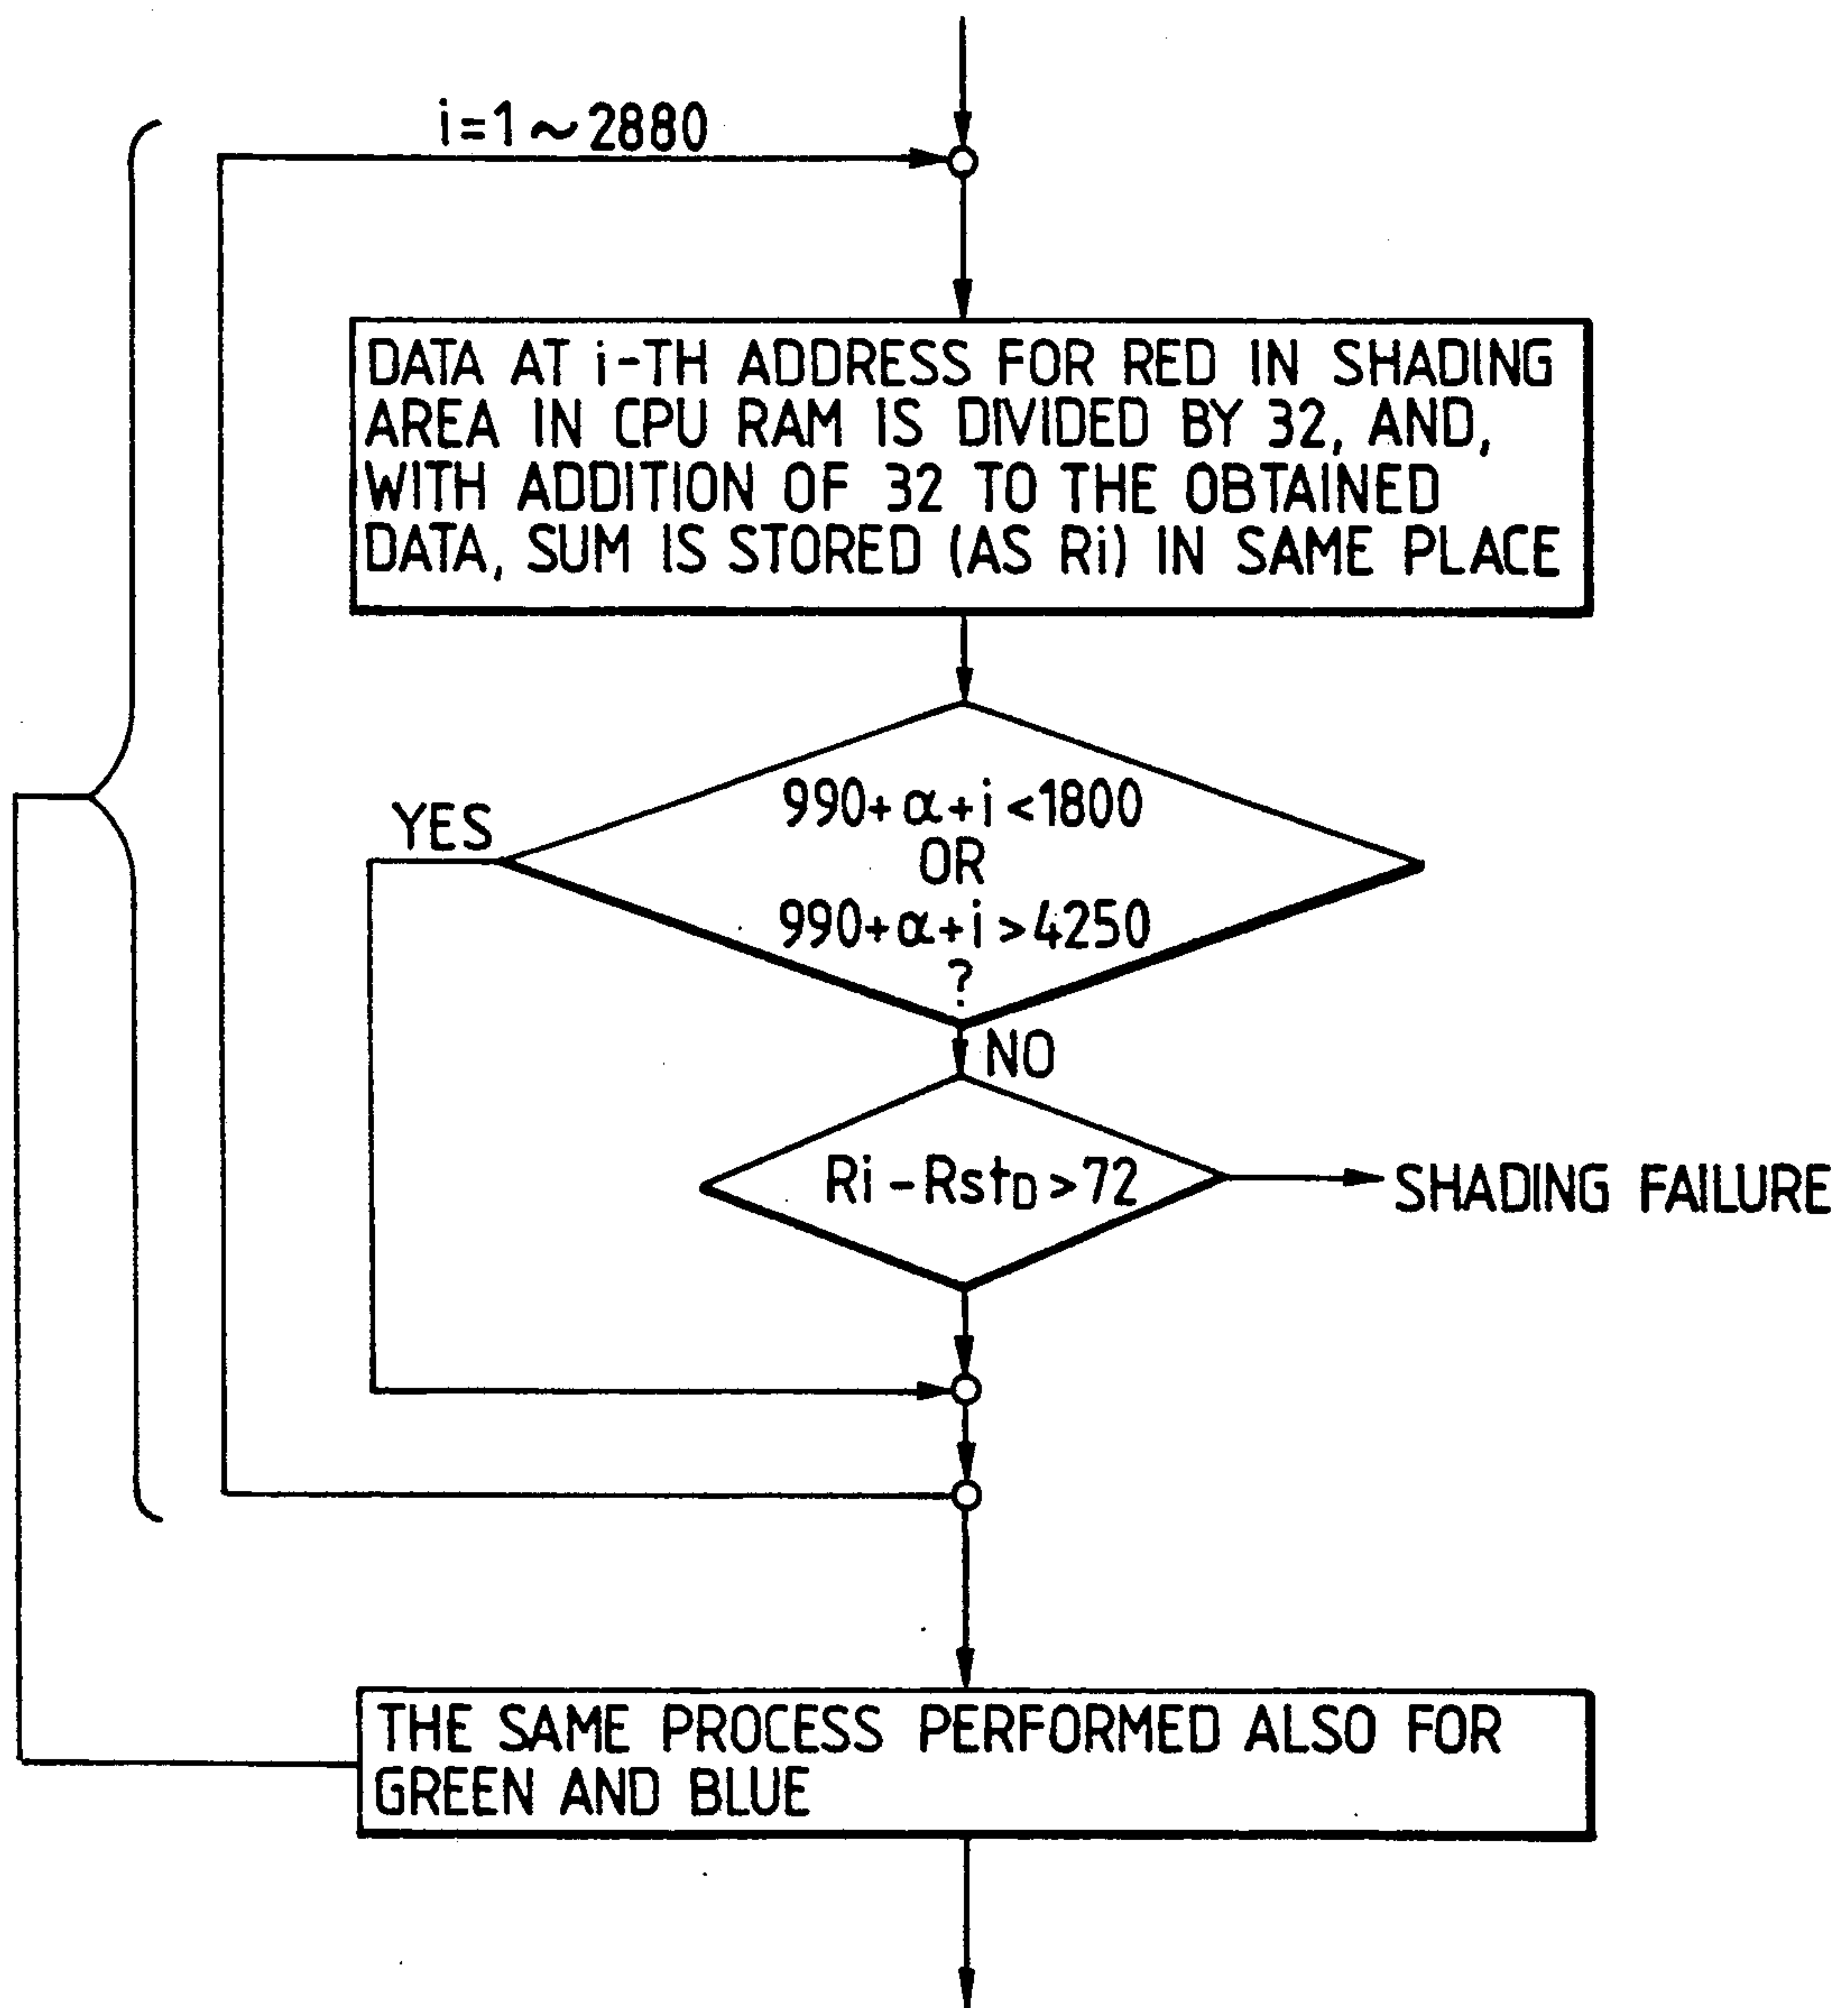 i=1~2880
DATA AT i-TH ADDRESS FOR RED IN SHADING
AREA IN CPU RAM IS DIVIDED BY 32, AND,
WITH ADDITION OF 32 TO THE OBTAINED
DATA, SUM IS STORED (AS Ri) IN SAME PLACE
990+α+i<1800
OR
990+α+i>4250
?
YES
NO
Ri-RstD>72
SHADING FAILURE
THE SAME PROCESS PERFORMED ALSO FOR
GREEN AND BLUE